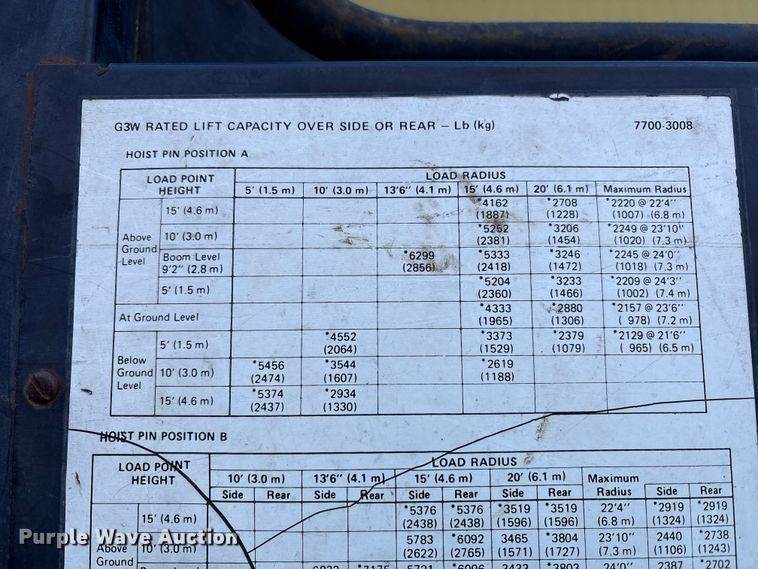 G3W RATED LIFT CAPACITY OVER SIDE OR REAR – Lb (kg) 7700-3008
HOIST PIN POSITION A
LOAD POINT HEIGHT LOAD RADIUS
5' (1.5 m) 10' (3.0 m) 13'6" (4.1 m) 15' (4.6 m) 20' (6.1 m) Maximum Radius
Above Ground Level
15' (4.6 m) *4162 *2708 *2220 @ 22'4"
(1887) (1228) (1007) (6.8 m)
10' (3.0 m) *5252 *3206 *2249 @ 23'10"
(2381) (1454) (1020) (7.3 m)
Boom Level *6299 *5333 *3246 *2245 @ 24'0"
9'2" (2.8 m) (2856) (2418) (1472) (1018) (7.3 m)
5' (1.5 m) *5204 *3233 *2209 @ 24'3"
(2360) (1466) (1002) (7.4 m)
At Ground Level *4333 *2880 *2157 @ 23'6"
(1965) (1306) ( 978) (7.2 m)
Below Ground Level
5' (1.5 m) *4552 *3373 *2379 *2129 @ 21'6"
(2064) (1529) (1079) ( 965) (6.5 m)
10' (3.0 m) *5456 *3544 *2619
(2474) (1607) (1188)
15' (4.6 m) *5374 *2934
(2437) (1330)
HOIST PIN POSITION B
LOAD POINT HEIGHT LOAD RADIUS
10' (3.0 m) 13'6" (4.1 m) 15' (4.6 m) 20' (6.1 m) Maximum
Side Rear Side Rear Side Rear Side Rear Radius Side Rear
Above Ground
15' (4.6 m) *5376 *5376 *3519 *3519 22'4" *2919 *2919
(2438) (2438) (1596) (1596) (6.8 m) (1324) (1324)
10' (3.0 m) 5783 *6092 3465 *3804 23'10" 2440 *2738
(2622) (2765) (1571) (1727) (7.3 m) (1106) (1243)
24'0" 2387 *2702
Purple Wave Auction